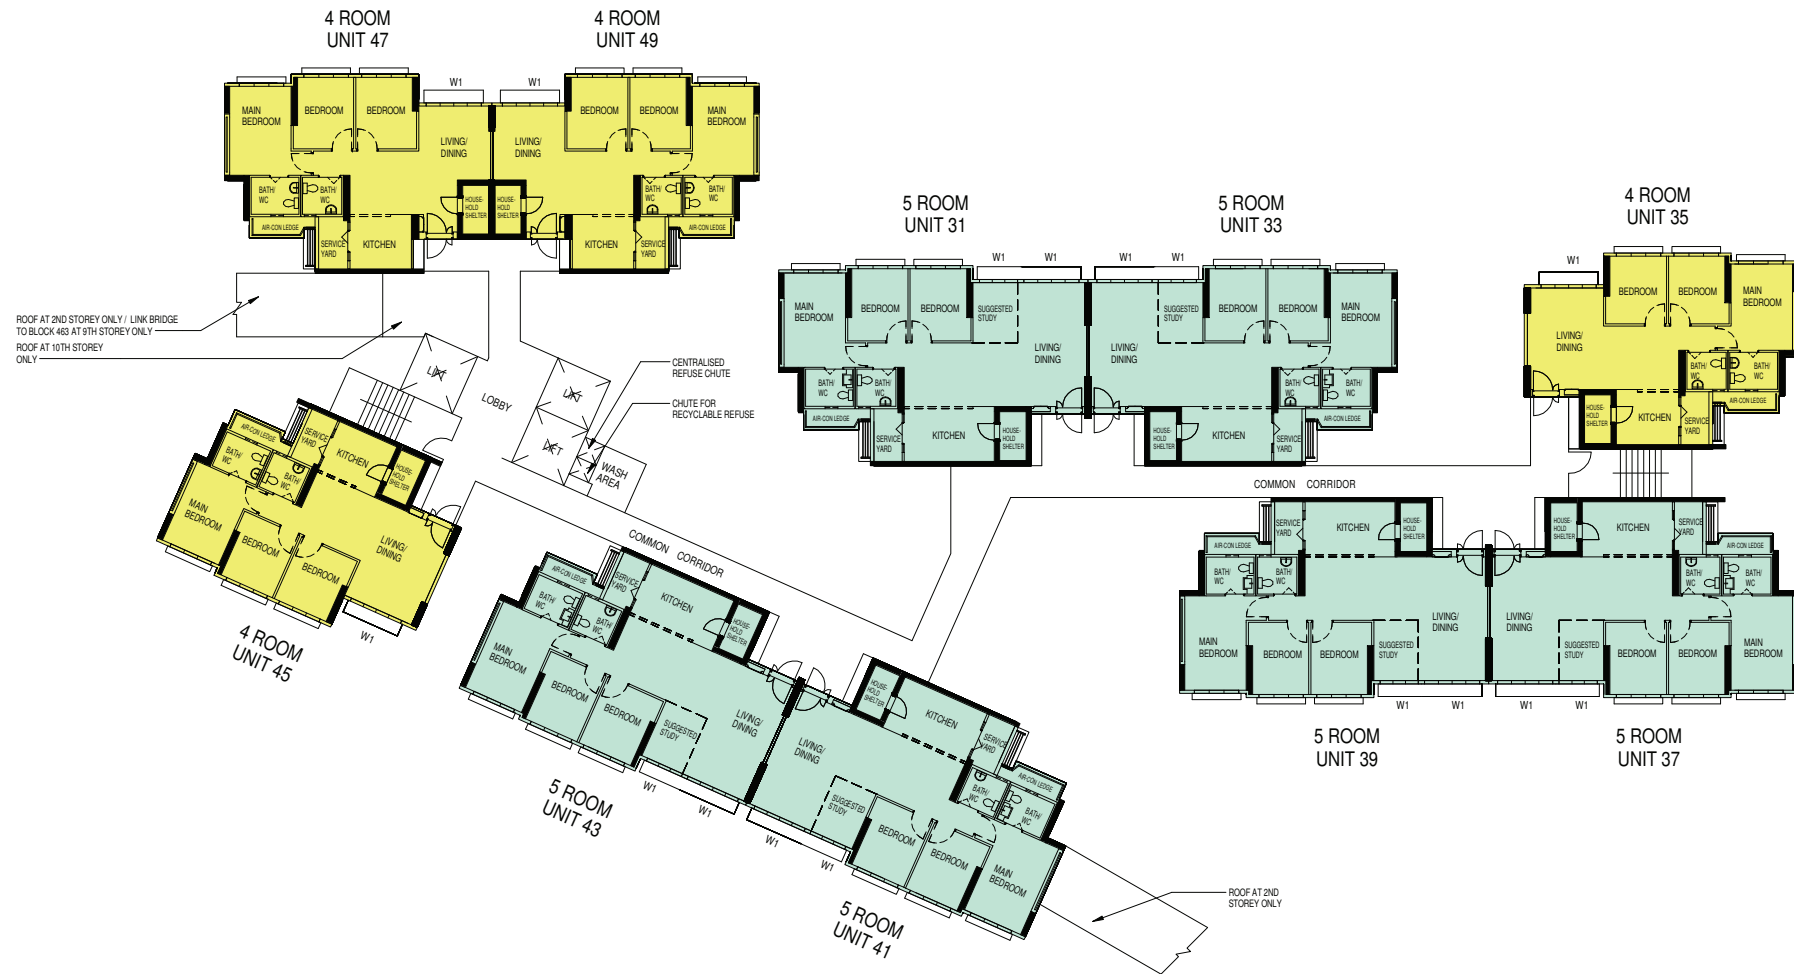 4 ROOM
UNIT 47
4 ROOM
UNIT 49
W1
W1
MAIN
BEDROOM
BEDROOM
BEDROOM
LIVING/
DINING
LIVING/
DINING
BEDROOM
BEDROOM
MAIN
BEDROOM
BATH/
WC
BATH/
WC
HOUSE-
HOLD
SHELTER
HOUSE-
HOLD
SHELTER
BATH/
WC
BATH/
WC
AIR-CON LEDGE
SERVICE
YARD
KITCHEN
KITCHEN
SERVICE
YARD
AIR-CON LEDGE
ROOF AT 2ND STOREY ONLY / LINK BRIDGE
TO BLOCK 463 AT 9TH STOREY ONLY
ROOF AT 10TH STOREY
ONLY
LIFT
LOBBY
LIFT
LIFT
CENTRALISED
REFUSE CHUTE
CHUTE FOR
RECYCLABLE REFUSE
WASH
AREA
5 ROOM
UNIT 31
5 ROOM
UNIT 33
W1
W1
W1
W1
MAIN
BEDROOM
BEDROOM
BEDROOM
SUGGESTED
STUDY
LIVING/
DINING
LIVING/
DINING
SUGGESTED
STUDY
BEDROOM
BEDROOM
MAIN
BEDROOM
BATH/
WC
BATH/
WC
BATH/
WC
BATH/
WC
AIR-CON LEDGE
SERVICE
YARD
KITCHEN
HOUSE-
HOLD
SHELTER
HOUSE-
HOLD
SHELTER
KITCHEN
SERVICE
YARD
AIR-CON LEDGE
4 ROOM
UNIT 35
W1
BEDROOM
BEDROOM
MAIN
BEDROOM
LIVING/
DINING
BATH/
WC
BATH/
WC
AIR-CON LEDGE
HOUSE-
HOLD
SHELTER
KITCHEN
SERVICE
YARD
COMMON CORRIDOR
AIR-CON LEDGE
SERVICE
YARD
KITCHEN
HOUSE-
HOLD
SHELTER
BATH/
WC
BATH/
WC
MAIN
BEDROOM
BEDROOM
BEDROOM
LIVING/
DINING
W1
4 ROOM
UNIT 45
COMMON CORRIDOR
AIR-CON LEDGE
SERVICE
YARD
KITCHEN
HOUSE-
HOLD
SHELTER
BATH/
WC
BATH/
WC
MAIN
BEDROOM
BEDROOM
BEDROOM
SUGGESTED
STUDY
LIVING/
DINING
W1
W1
5 ROOM
UNIT 43
HOUSE-
HOLD
SHELTER
KITCHEN
SERVICE
YARD
AIR-CON LEDGE
LIVING/
DINING
SUGGESTED
STUDY
BATH/
WC
BATH/
WC
BEDROOM
BEDROOM
MAIN
BEDROOM
W1
W1
5 ROOM
UNIT 41
ROOF AT 2ND
STOREY ONLY
AIR-CON LEDGE
SERVICE
YARD
KITCHEN
HOUSE-
HOLD
SHELTER
HOUSE-
HOLD
SHELTER
KITCHEN
SERVICE
YARD
AIR-CON LEDGE
BATH/
WC
BATH/
WC
BATH/
WC
BATH/
WC
MAIN
BEDROOM
BEDROOM
BEDROOM
SUGGESTED
STUDY
LIVING/
DINING
LIVING/
DINING
SUGGESTED
STUDY
BEDROOM
BEDROOM
MAIN
BEDROOM
W1
W1
W1
W1
5 ROOM
UNIT 39
5 ROOM
UNIT 37